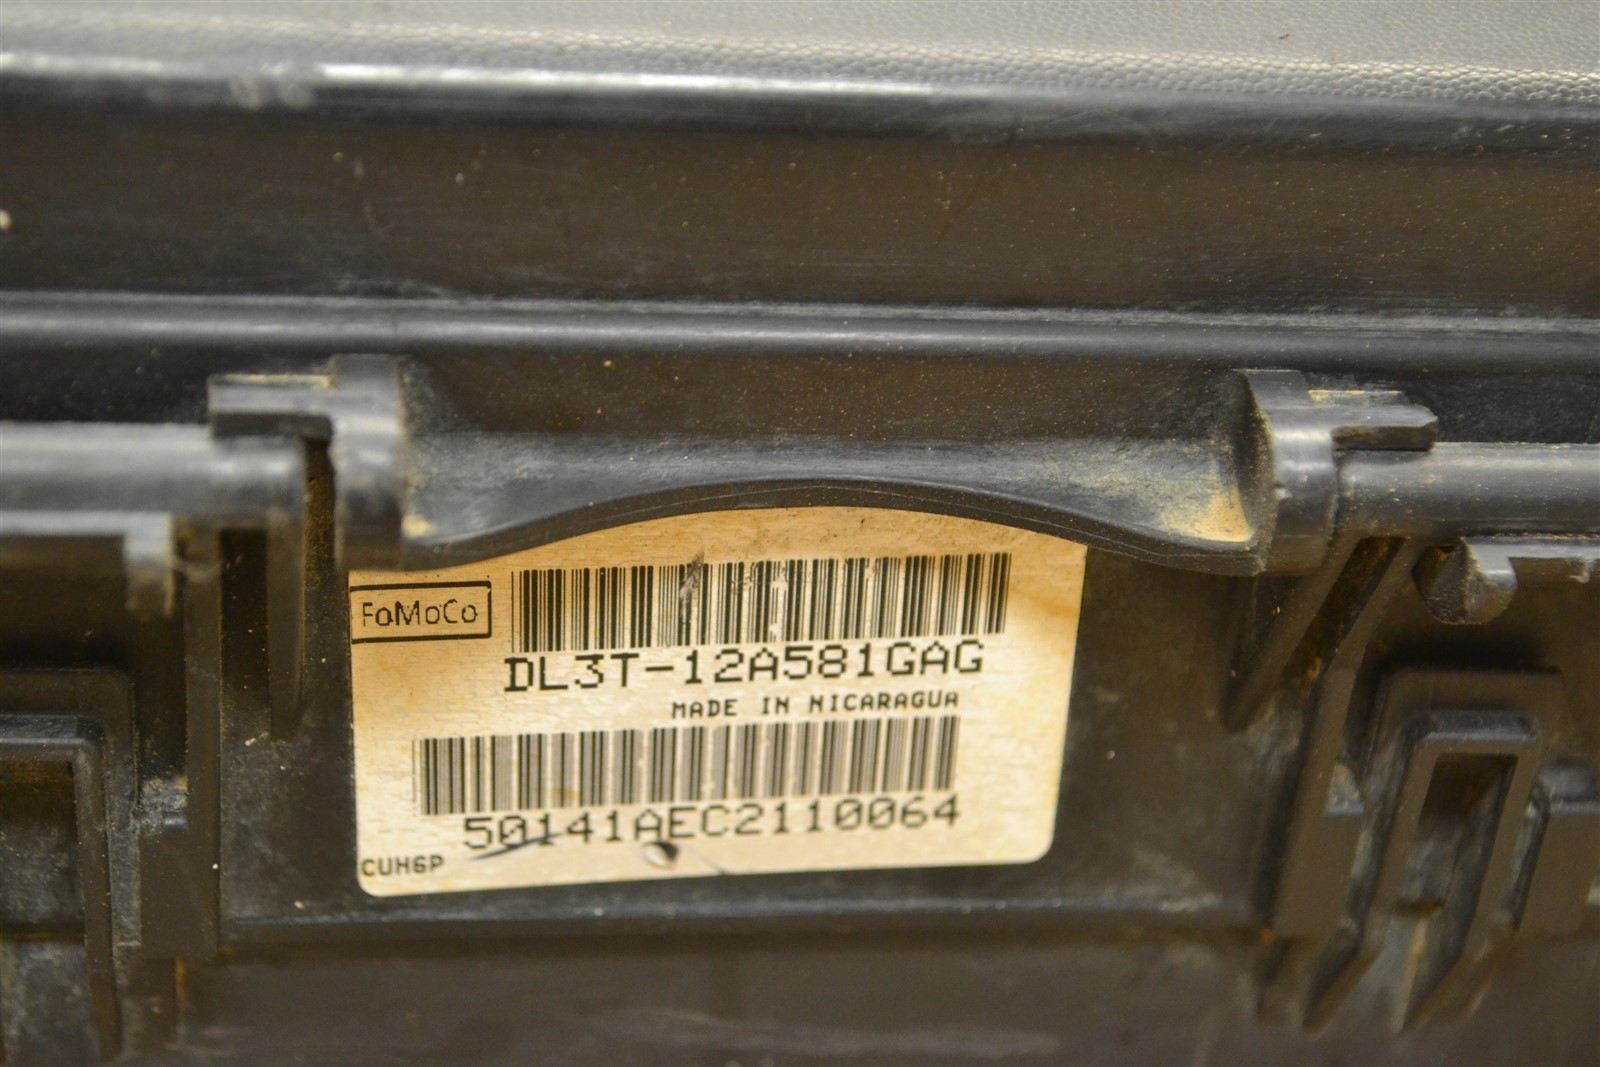 FoMoCo
DL3T-12A581GAG
MADE IN NICARAGUA
50141AEC2110064
CUH6P